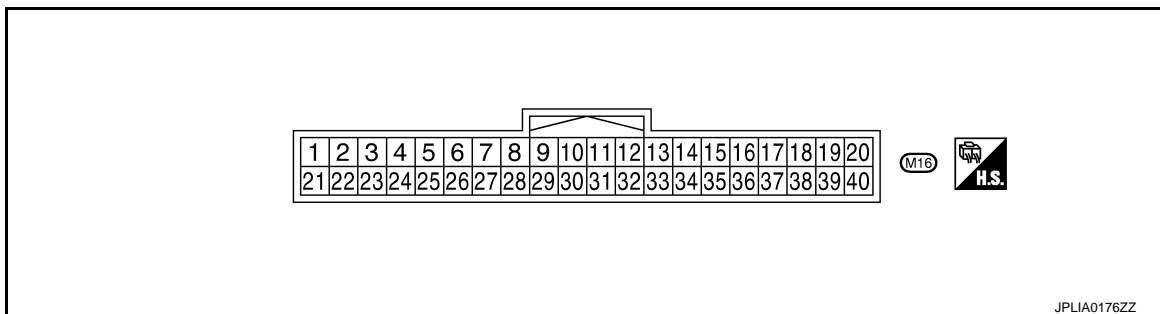 1 2 3 4 5 6 7 8 9 10 11 12 13 14 15 16 17 18 19 20
21 22 23 24 25 26 27 28 29 30 31 32 33 34 35 36 37 38 39 40
M16
H.S.
JPLIA0176ZZ